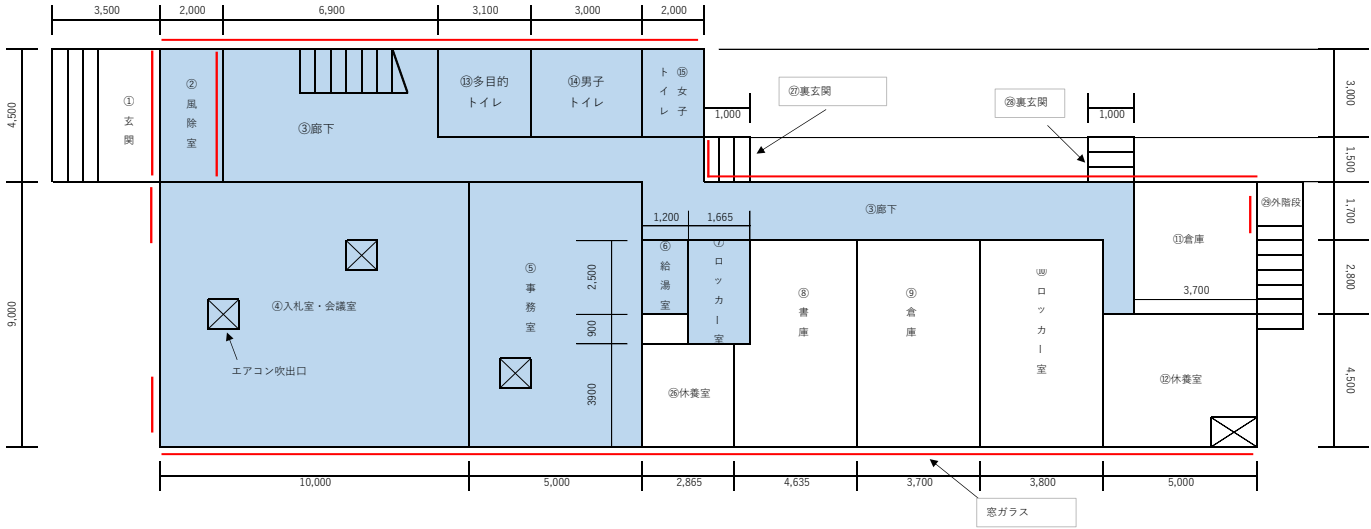 3,500
2,000
6,900
3,100
3,000
2,000
4,500
9,000
①玄関
②風除室
③廊下
⑬多目的
トイレ
⑭男子
トイレ
⑮女子
トイレ
1,000
㉗裏玄関
㉘裏玄関
1,000
3,000
1,500
1,700
2,800
4,500
④入札室・会議室
エアコン吹出口
⑤事務室
2,500
900
3900
1,200
1,665
⑥給湯室
⑦ロッカー室
③廊下
⑧書庫
⑨倉庫
⑩ロッカー室
⑪倉庫
3,700
㉙外階段
⑫休養室
㉖休養室
10,000
5,000
2,865
4,635
3,700
3,800
5,000
窓ガラス